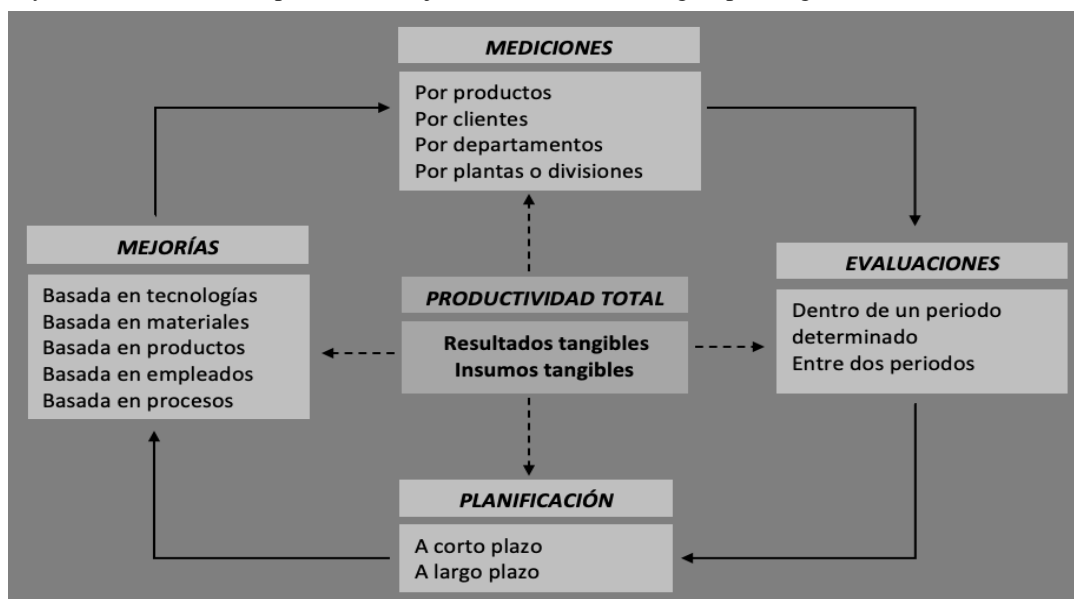 MEDICIONES
Por productos
Por clientes
Por departamentos
Por plantas o divisiones
MEJORÍAS
Basada en tecnologías
Basada en materiales
Basada en productos
Basada en empleados
Basada en procesos
PRODUCTIVIDAD TOTAL
Resultados tangibles
Insumos tangibles
EVALUACIONES
Dentro de un periodo
determinado
Entre dos periodos
PLANIFICACIÓN
A corto plazo
A largo plazo